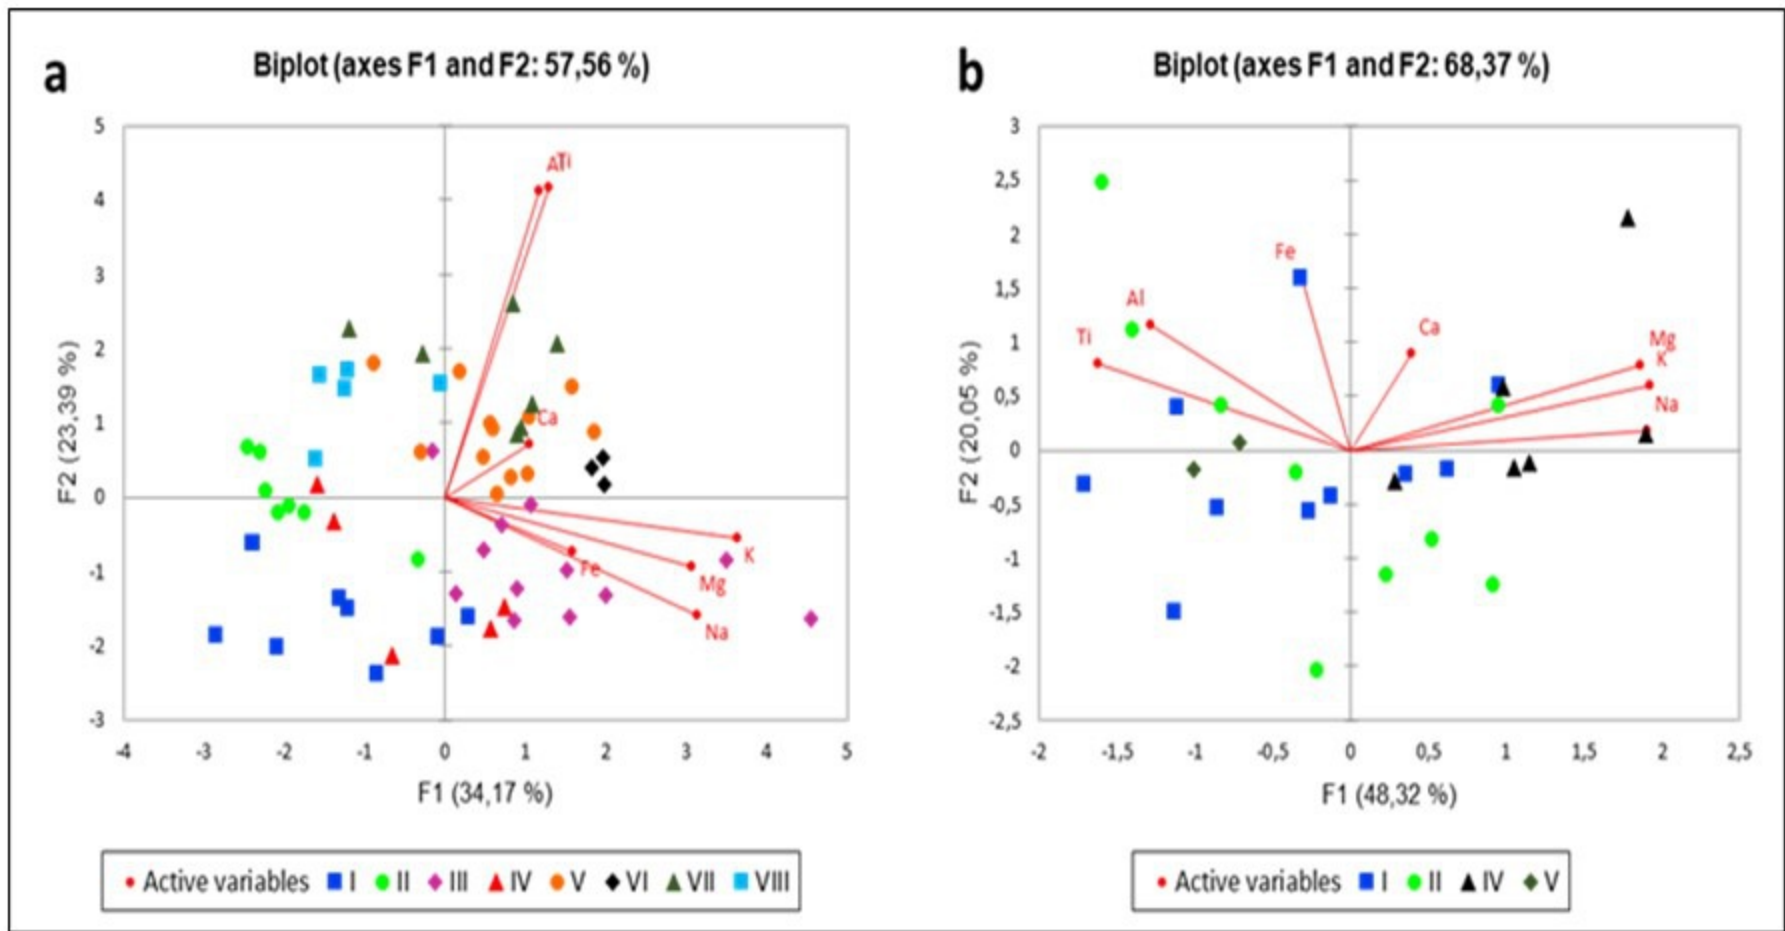 a
Biplot (axes F1 and F2: 57,56 %)
5
4
3
2
1
0
-1
-2
-3
F2 (23,39 %)
Al
Ti
Ca
K
Fe
Mg
Na
-4 -3 -2 -1 0 1 2 3 4 5
F1 (34,17 %)
Active variables I II III IV V VI VII VIII
b
Biplot (axes F1 and F2: 68,37 %)
3
2,5
2
1,5
1
0,5
0
-0,5
-1
-1,5
-2
-2,5
F2 (20,05 %)
Fe
Al
Ca
Ti
Mg
K
Na
-2 -1,5 -1 -0,5 0 0,5 1 1,5 2 2,5
F1 (48,32 %)
Active variables I II IV V